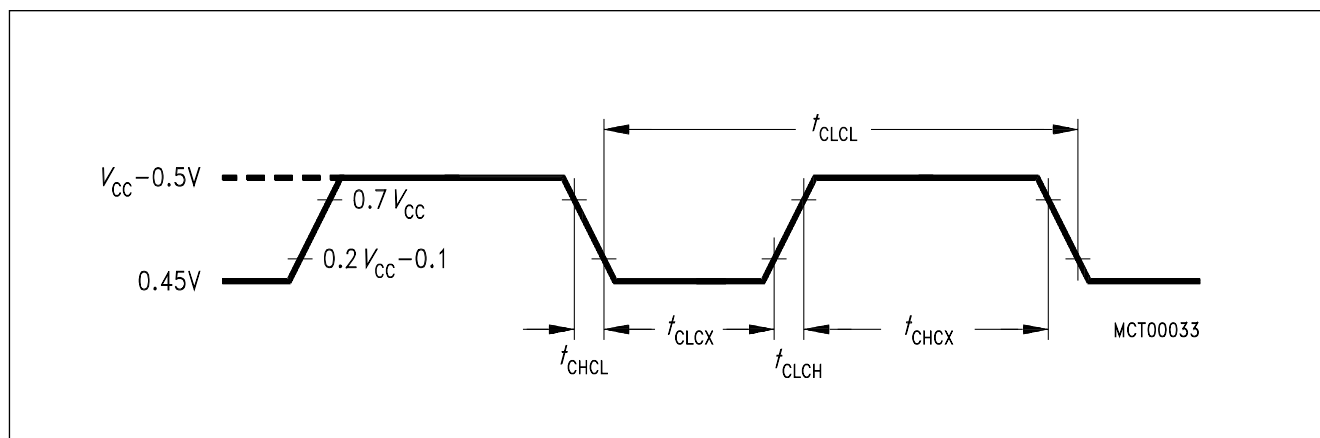 tCLCL
VCC−0.5V
0.7 VCC
0.2 VCC−0.1
0.45V
tCLCX
tCHCX
MCT00033
tCHCL
tCLCH